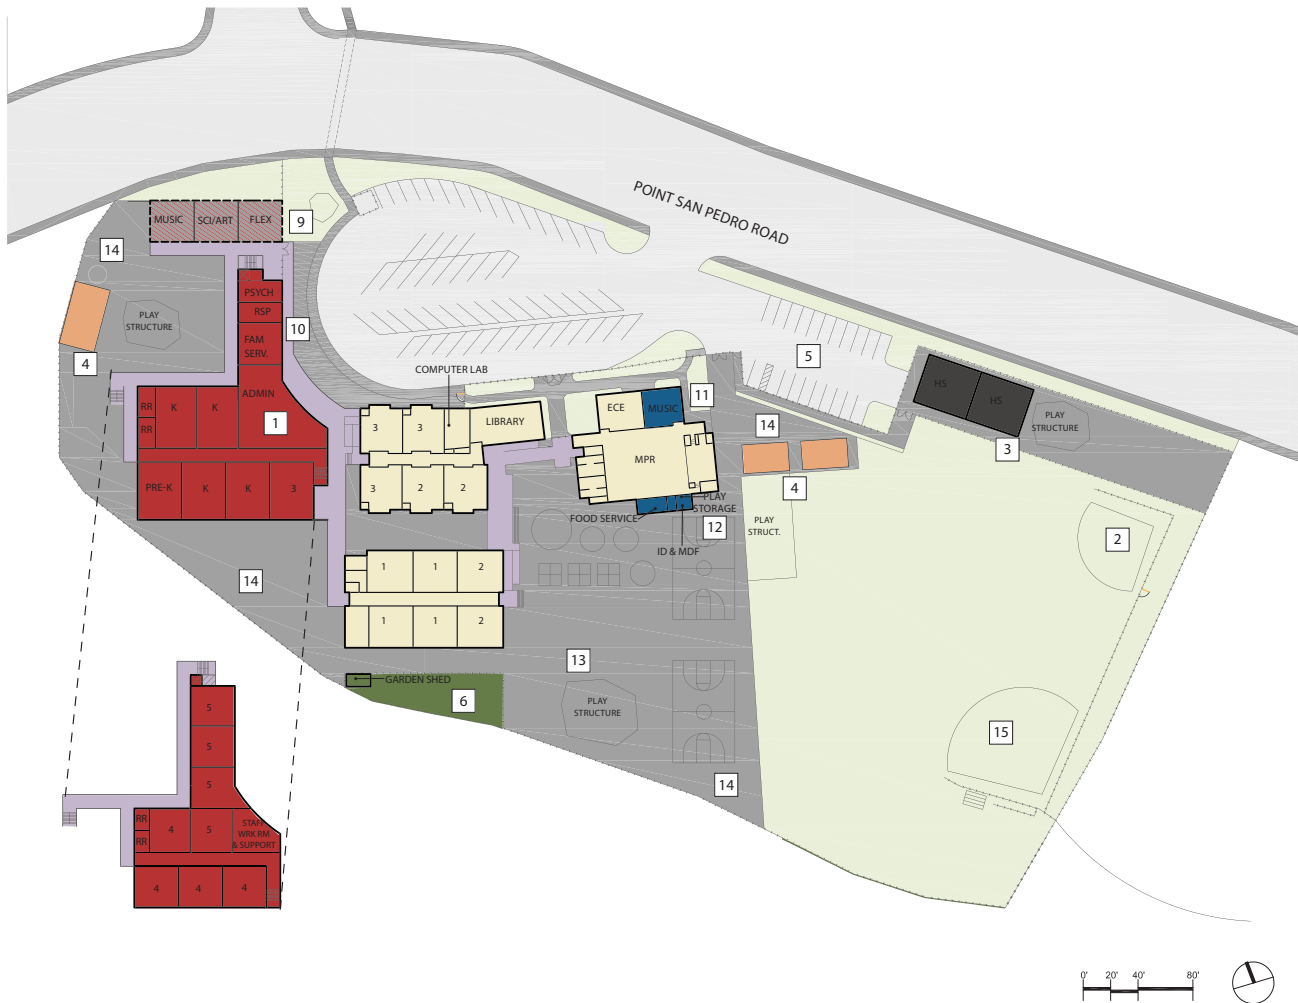 POINT SAN PEDRO ROAD
MUSIC
SCI/ART
FLEX
9
14
PSYCH
RSP
10
FAM
SERV.
PLAY
STRUCTURE
4
COMPUTER LAB
5
HS
HS
ADMIN
RR
K
K
RR
1
3
3
LIBRARY
ECE
MUSIC
11
14
PLAY
STRUCTURE
3
MPR
PRE-K
K
K
3
3
2
2
4
PLAY
STORAGE
FOOD SERVICE
12
PLAY
STRUCT.
ID & MDF
2
14
1
1
2
1
1
2
13
GARDEN SHED
6
PLAY
STRUCTURE
15
14
5
5
5
RR
4
5
STAFF
WRK RM
& SUPPORT
RR
4
4
4
0'
20'
40'
80'